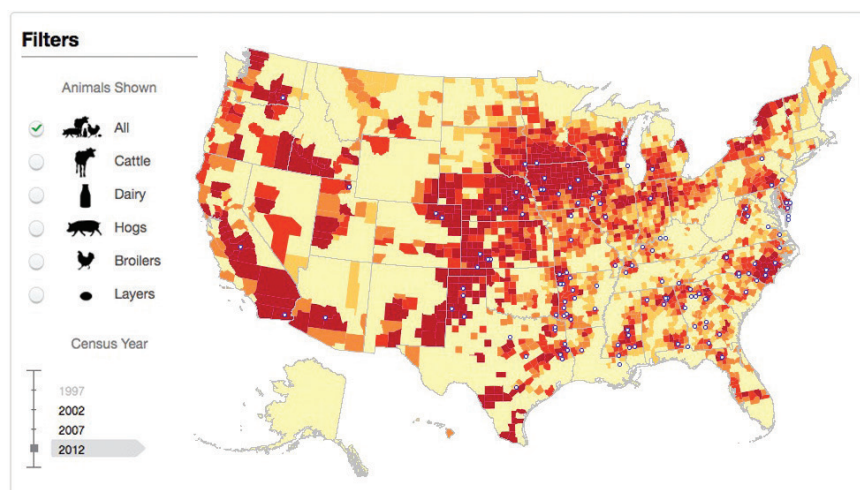 Filters
Animals Shown
All
Cattle
Dairy
Hogs
Broilers
Layers
Census Year
1997
2002
2007
2012